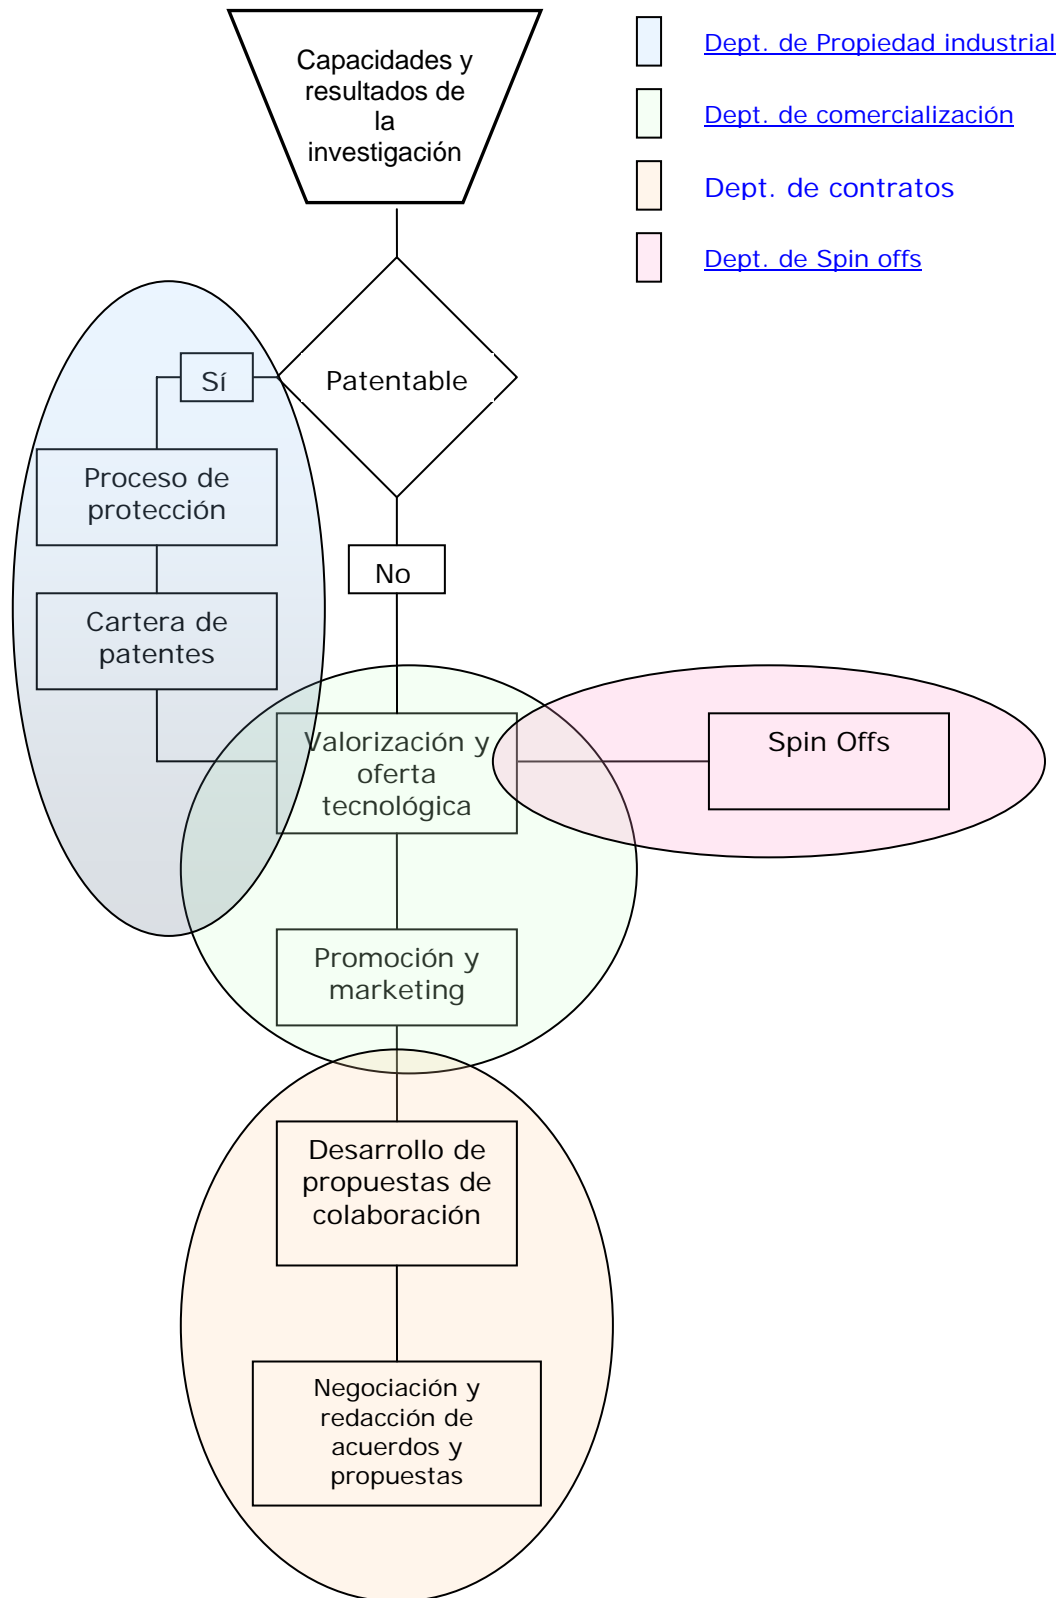 Capacidades y
resultados de
la
investigación
Dept. de Propiedad industrial
Dept. de comercialización
Dept. de contratos
Dept. de Spin offs
Patentable
Sí
Proceso de
protección
No
Cartera de
patentes
Valorización y
oferta
tecnológica
Spin Offs
Promoción y
marketing
Desarrollo de
propuestas de
colaboración
Negociación y
redacción de
acuerdos y
propuestas